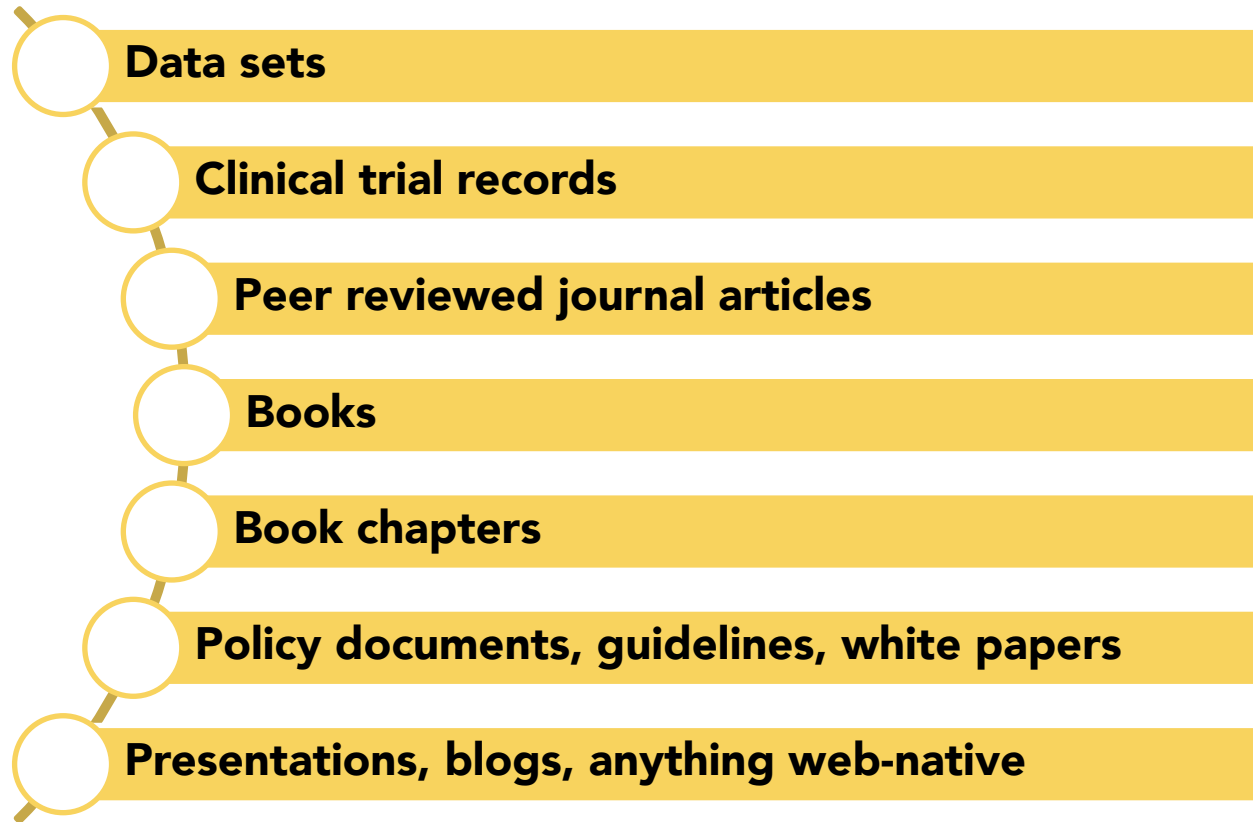 Data sets
Clinical trial records
Peer reviewed journal articles
Books
Book chapters
Policy documents, guidelines, white papers
Presentations, blogs, anything web-native